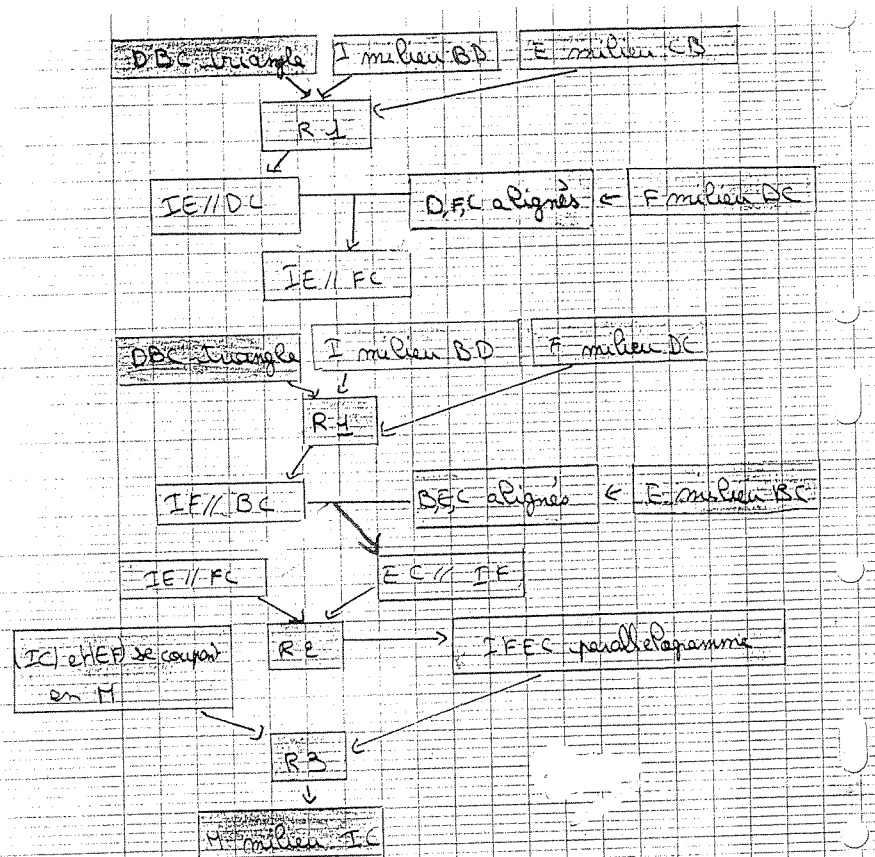 DBC triangle I milieu BD E milieu CB
R 1
IE//DC D,F,C alignés F milieu DC
IE// FC
DBC triangle I milieu BD F milieu DC
R 1
IF// BC B,E,C alignés E milieu BC
IE // FC EC // IF
(IC) et (EF) se coupant
en M
R 2 IFEC parallelogramme
R 3
M milieu IC